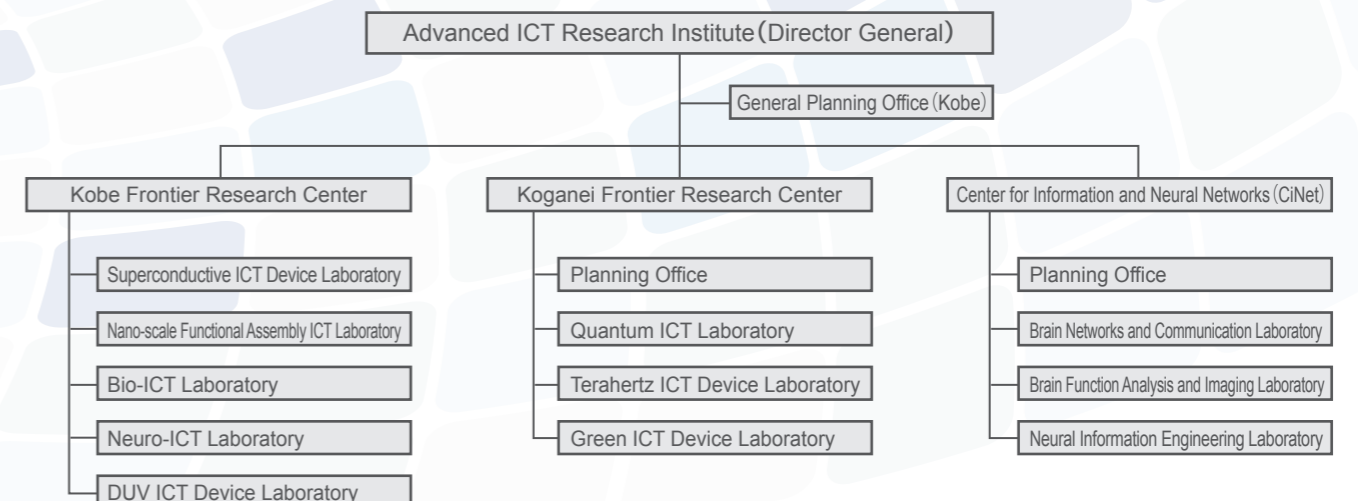 Advanced ICT Research Institute(Director General)
General Planning Office(Kobe)
Kobe Frontier Research Center
Superconductive ICT Device Laboratory
Nano-scale Functional Assembly ICT Laboratory
Bio-ICT Laboratory
Neuro-ICT Laboratory
DUV ICT Device Laboratory
Koganei Frontier Research Center
Planning Office
Quantum ICT Laboratory
Terahertz ICT Device Laboratory
Green ICT Device Laboratory
Center for Information and Neural Networks(CiNet)
Planning Office
Brain Networks and Communication Laboratory
Brain Function Analysis and Imaging Laboratory
Neural Information Engineering Laboratory